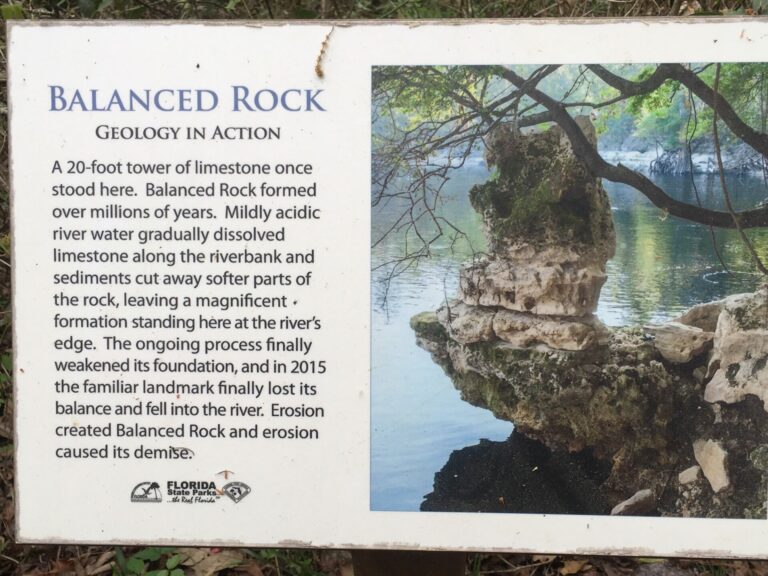 BALANCED ROCK
GEOLOGY IN ACTION
A 20-foot tower of limestone once
stood here. Balanced Rock formed
over millions of years. Mildly acidic
river water gradually dissolved
limestone along the riverbank and
sediments cut away softer parts of
the rock, leaving a magnificent
formation standing here at the river's
edge. The ongoing process finally
weakened its foundation, and in 2015
the familiar landmark finally lost its
balance and fell into the river. Erosion
created Balanced Rock and erosion
caused its demise.
FLORIDA
State Parks
...the Real Florida